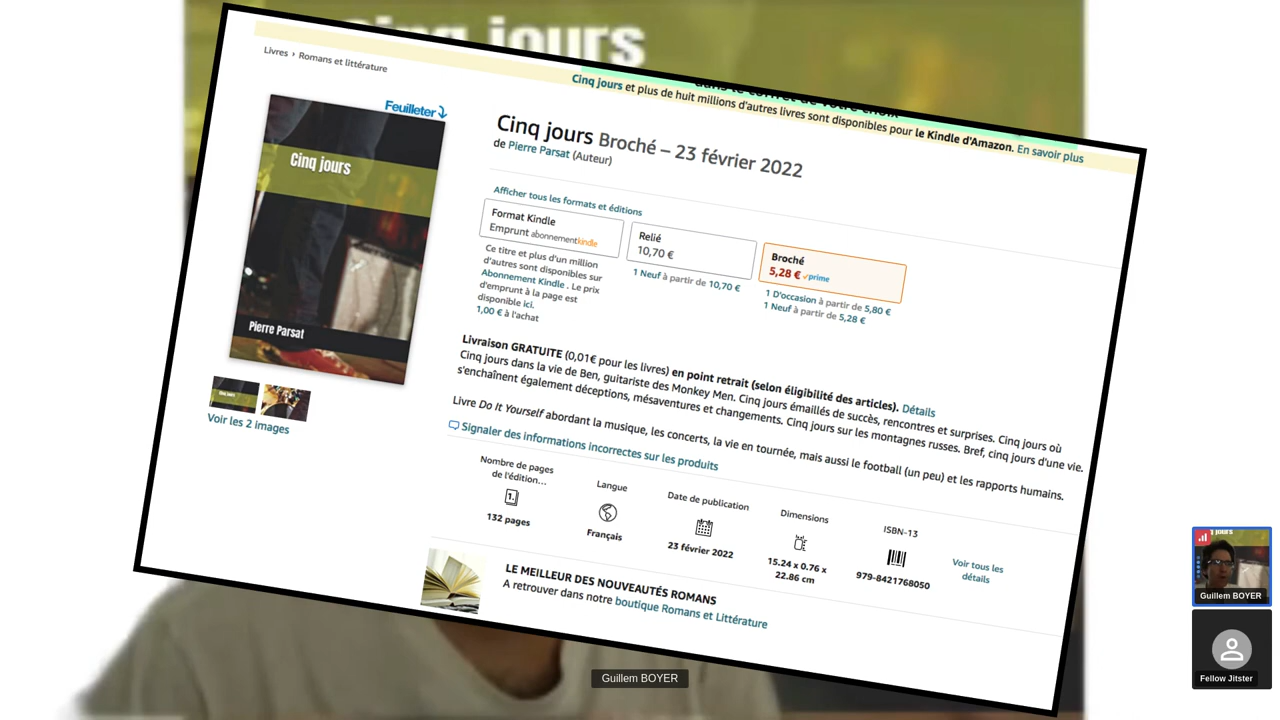 Cinq jours
dans le coffret de votre choix
Cinq jours et plus de huit millions d'autres livres sont disponibles pour le Kindle d'Amazon. En savoir plus
Livres › Romans et littérature
Feuilleter
Cinq jours
Pierre Parsat
Voir les 2 images
Cinq jours Broché – 23 février 2022
de Pierre Parsat (Auteur)
Afficher tous les formats et éditions
Format Kindle
Emprunt abonnementkindle
Ce titre et plus d'un million
d'autres sont disponibles sur
Abonnement Kindle . Le prix
d'emprunt à la page est
disponible ici.
1,00 € à l'achat
Relié
10,70 €
1 Neuf à partir de 10,70 €
Broché
5,28 € prime
1 D'occasion à partir de 5,80 €
1 Neuf à partir de 5,28 €
Livraison GRATUITE (0,01€ pour les livres) en point retrait (selon éligibilité des articles). Détails
Cinq jours dans la vie de Ben, guitariste des Monkey Men. Cinq jours émaillés de succès, rencontres et surprises. Cinq jours où
s'enchaînent également déceptions, mésaventures et changements. Cinq jours sur les montagnes russes. Bref, cinq jours d'une vie.
Livre Do It Yourself abordant la musique, les concerts, la vie en tournée, mais aussi le football (un peu) et les rapports humains.
Signaler des informations incorrectes sur les produits
Nombre de pages
de l'édition...
1.
132 pages
Langue
Français
Date de publication
23 février 2022
Dimensions
15.24 x 0.76 x
22.86 cm
ISBN-13
979-8421768050
Voir tous les
détails
LE MEILLEUR DES NOUVEAUTÉS ROMANS
A retrouver dans notre boutique Romans et Littérature
Guillem BOYER
jours
Guillem BOYER
Fellow Jitster